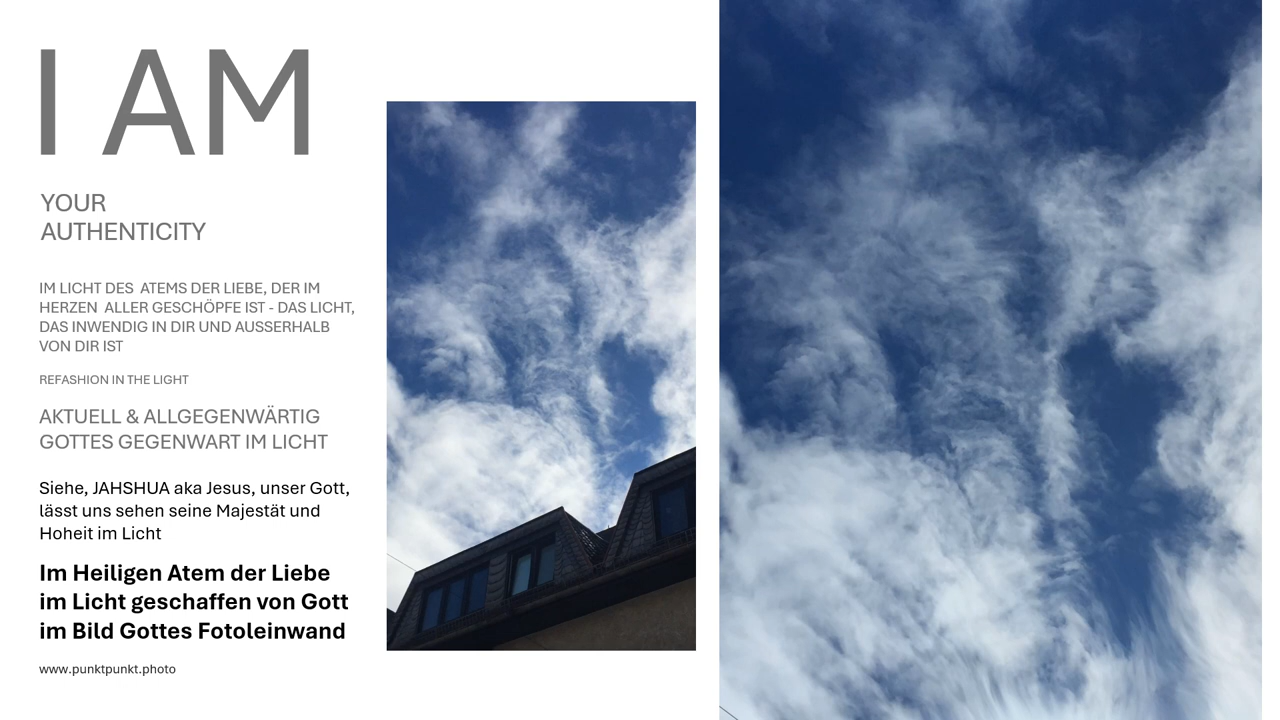 I AM
YOUR
AUTHENTICITY
IM LICHT DES  ATEMS DER LIEBE, DER IM
HERZEN  ALLER GESCHÖPFE IST - DAS LICHT,
DAS INWENDIG IN DIR UND AUSSERHALB
VON DIR IST
REFASHION IN THE LIGHT
AKTUELL & ALLGEGENWÄRTIG
GOTTES GEGENWART IM LICHT
Siehe, JAHSHUA aka Jesus, unser Gott,
lässt uns sehen seine Majestät und
Hoheit im Licht
Im Heiligen Atem der Liebe
im Licht geschaffen von Gott
im Bild Gottes Fotoleinwand
www.punktpunkt.photo